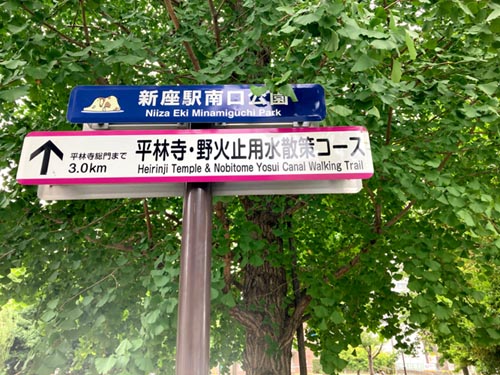 新座駅南口公園
Niiza Eki Minamiguchi Park
平林寺・野火止用水散策コース
平林寺総門まで
3.0km
Heirinji Temple & Nobitome Yosui Canal Walking Trail